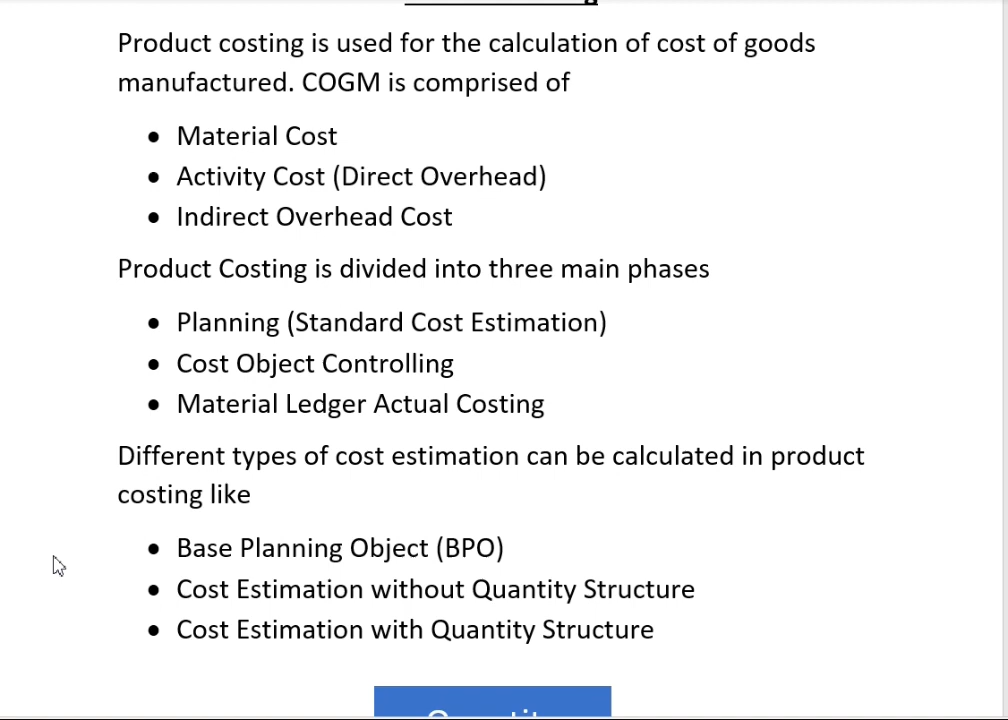 Product costing is used for the calculation of cost of goods
manufactured. COGM is comprised of
• Material Cost
• Activity Cost (Direct Overhead)
• Indirect Overhead Cost
Product Costing is divided into three main phases
• Planning (Standard Cost Estimation)
• Cost Object Controlling
• Material Ledger Actual Costing
Different types of cost estimation can be calculated in product
costing like
• Base Planning Object (BPO)
• Cost Estimation without Quantity Structure
• Cost Estimation with Quantity Structure